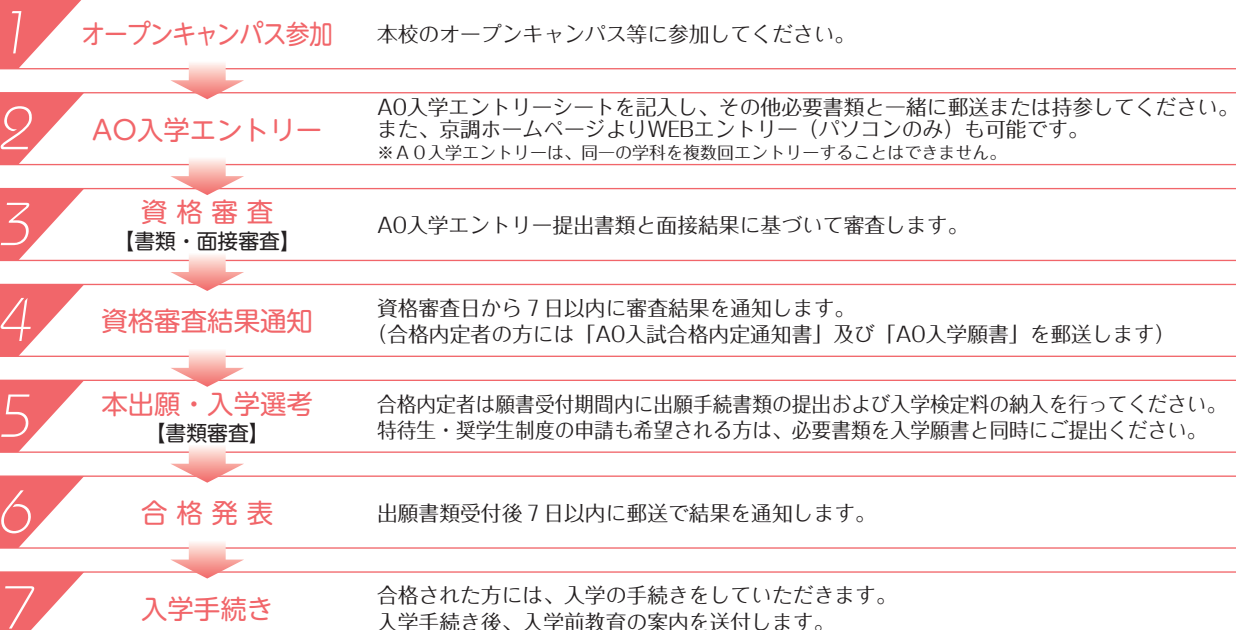 1
オープンキャンパス参加
本校のオープンキャンパス等に参加してください。
2
AO入学エントリー
AO入学エントリーシートを記入し、その他必要書類と一緒に郵送または持参してください。
また、京調ホームページよりWEBエントリー（パソコンのみ）も可能です。
※ＡＯ入学エントリーは、同一の学科を複数回エントリーすることはできません。
3
資格審査
【書類・面接審査】
AO入学エントリー提出書類と面接結果に基づいて審査します。
4
資格審査結果通知
資格審査日から７日以内に審査結果を通知します。
（合格内定者の方には「AO入試合格内定通知書」及び「AO入学願書」を郵送します）
5
本出願・入学選考
【書類審査】
合格内定者は願書受付期間内に出願手続書類の提出および入学検定料の納入を行ってください。
特待生・奨学生制度の申請も希望される方は、必要書類を入学願書と同時にご提出ください。
6
合格発表
出願書類受付後７日以内に郵送で結果を通知します。
7
入学手続き
合格された方には、入学の手続きをしていただきます。
入学手続き後、入学前教育の案内を送付します。